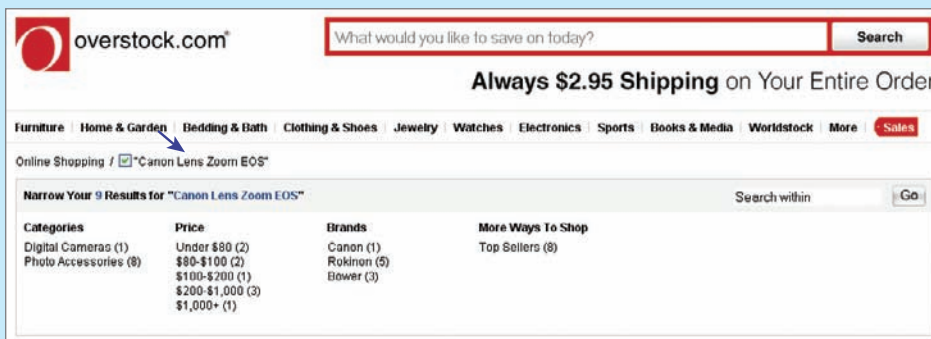 overstock.com®
What would you like to save on today? Search
Always $2.95 Shipping on Your Entire Order
Furniture Home & Garden Bedding & Bath Clothing & Shoes Jewelry Watches Electronics Sports Books & Media Worldstock More Sales
Online Shopping / "Canon Lens Zoom EOS"
Narrow Your 9 Results for "Canon Lens Zoom EOS" Search within Go
Categories Price Brands More Ways To Shop
Digital Cameras (1) Under $80 (2) Canon (1) Top Sellers (8)
Photo Accessories (8) $80-$100 (2) Rokinon (5)
$100-$200 (1) Bower (3)
$200-$1,000 (3)
$1,000+ (1)